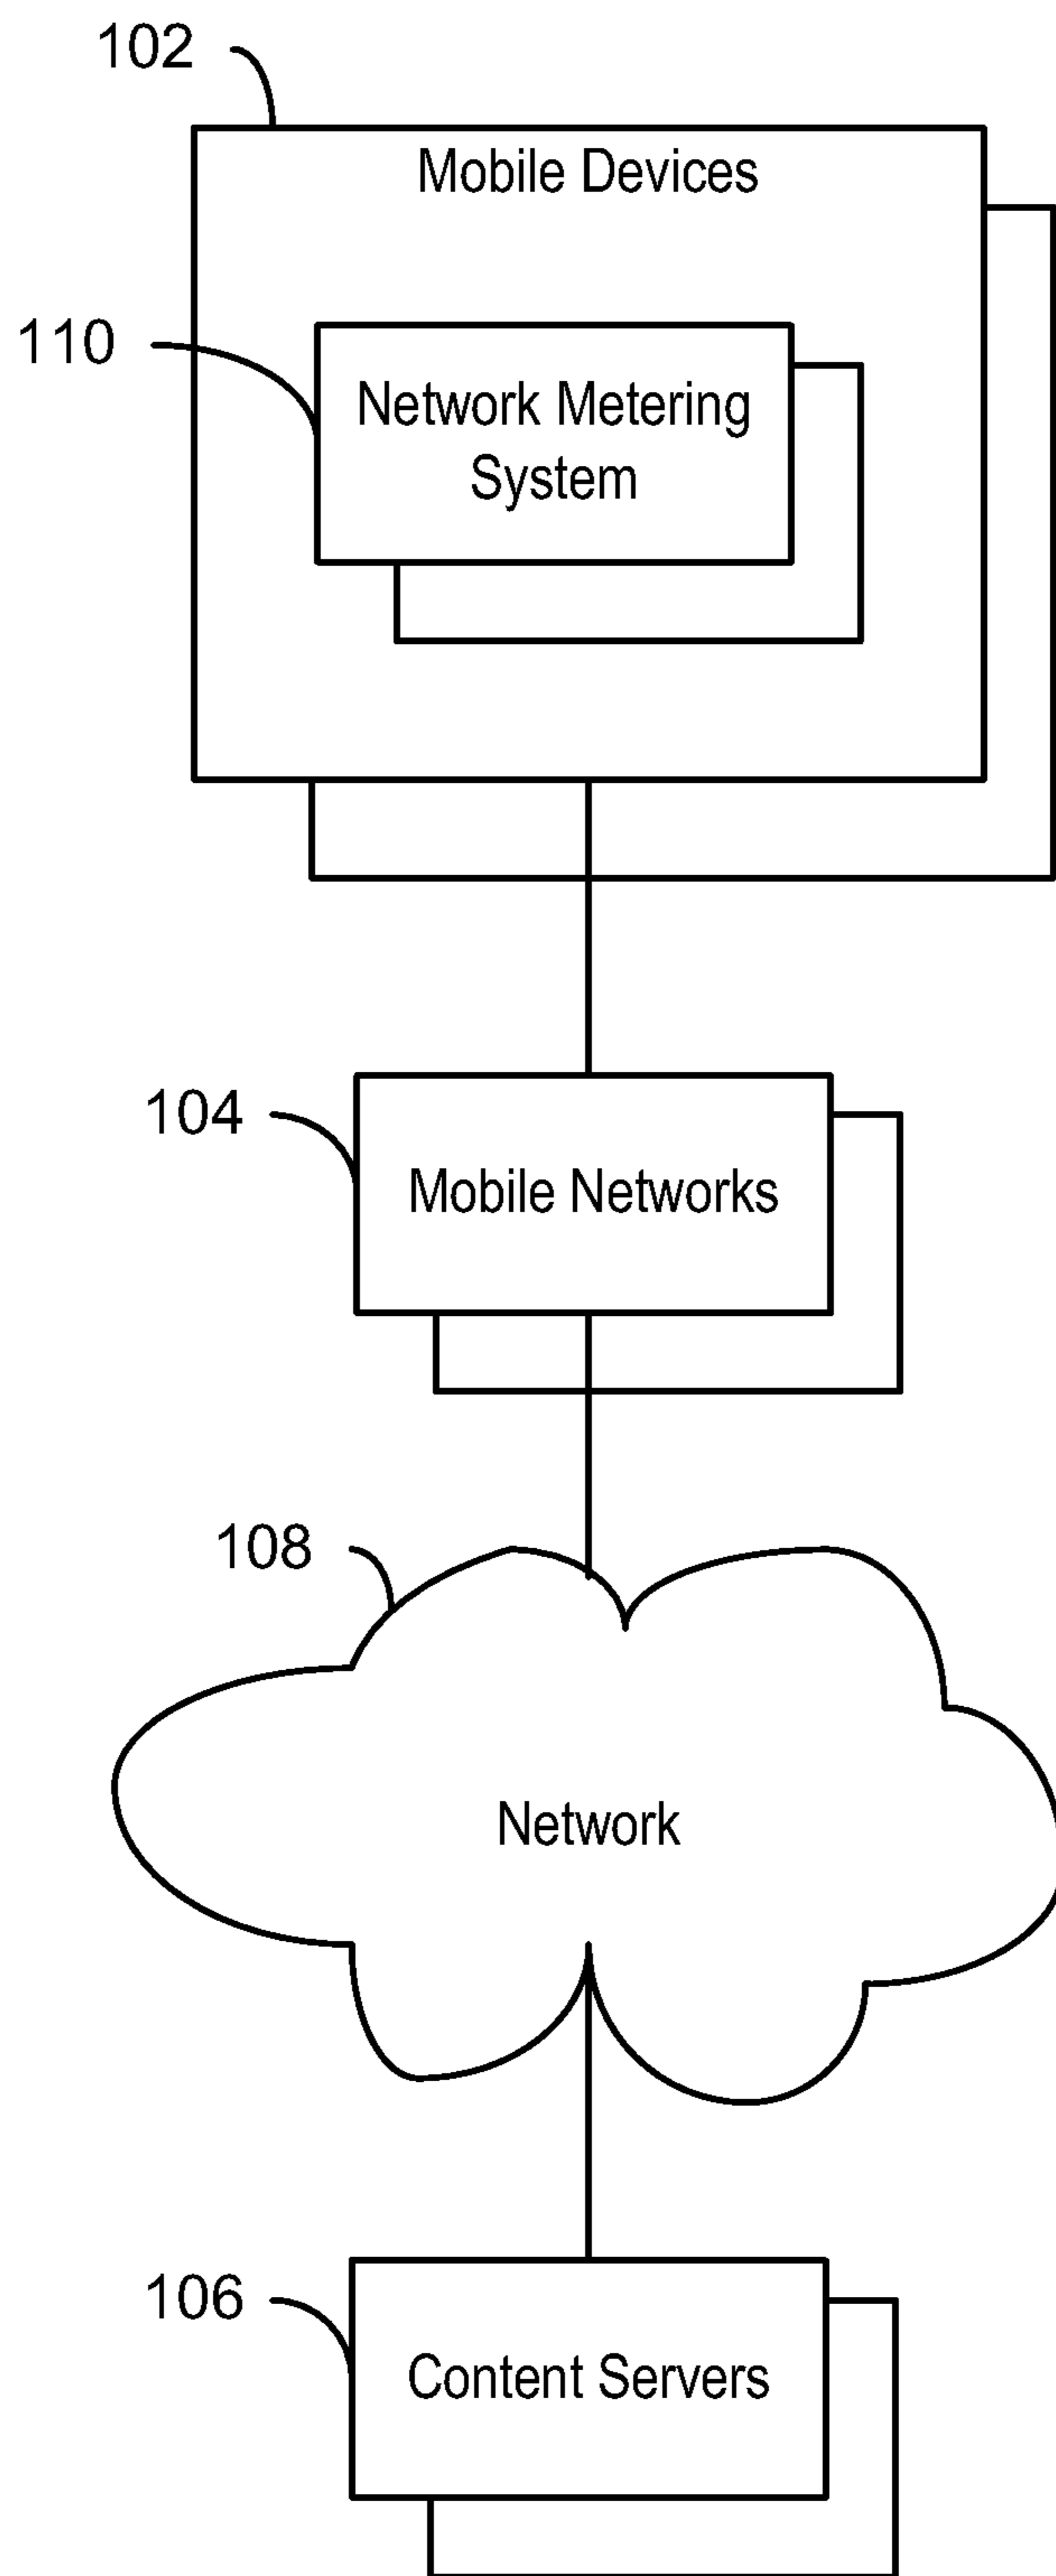 102
Mobile Devices
110
Network Metering
System
104
Mobile Networks
108
Network
106
Content Servers